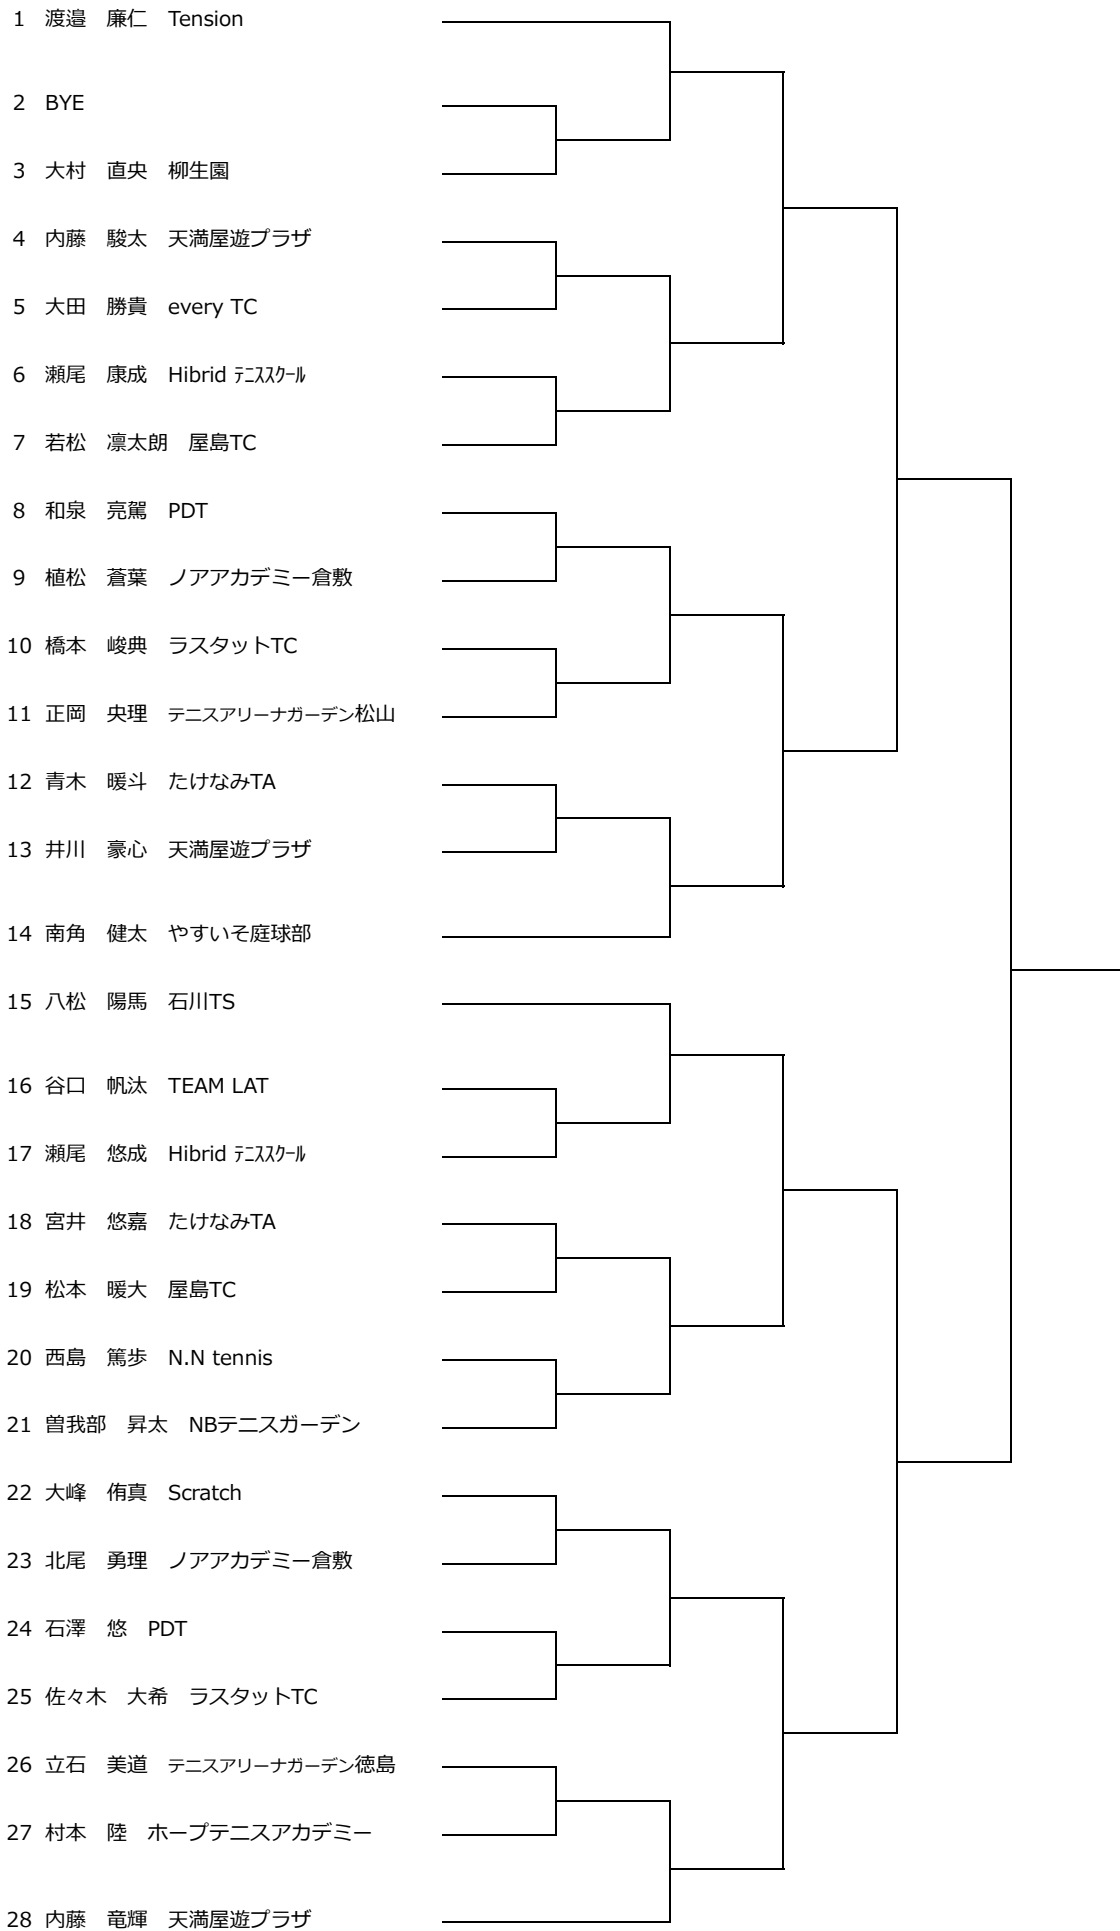 1 渡邉 廉仁 Tension
2 BYE
3 大村 直央 柳生園
4 内藤 駿太 天満屋遊プラザ
5 大田 勝貴 every TC
6 瀬尾 康成 Hibrid ﾃﾆｽｽｸｰﾙ
7 若松 凛太朗 屋島TC
8 和泉 亮駕 PDT
9 植松 蒼葉 ノアアカデミー倉敷
10 橋本 峻典 ラスタットTC
11 正岡 央理 テニスアリーナガーデン松山
12 青木 暖斗 たけなみTA
13 井川 豪心 天満屋遊プラザ
14 南角 健太 やすいそ庭球部
15 八松 陽馬 石川TS
16 谷口 帆汰 TEAM LAT
17 瀬尾 悠成 Hibrid ﾃﾆｽｽｸｰﾙ
18 宮井 悠嘉 たけなみTA
19 松本 暖大 屋島TC
20 西島 篤歩 N.N tennis
21 曽我部 昇太 NBテニスガーデン
22 大峰 侑真 Scratch
23 北尾 勇理 ノアアカデミー倉敷
24 石澤 悠 PDT
25 佐々木 大希 ラスタットTC
26 立石 美道 テニスアリーナガーデン徳島
27 村本 陸 ホープテニスアカデミー
28 内藤 竜輝 天満屋遊プラザ